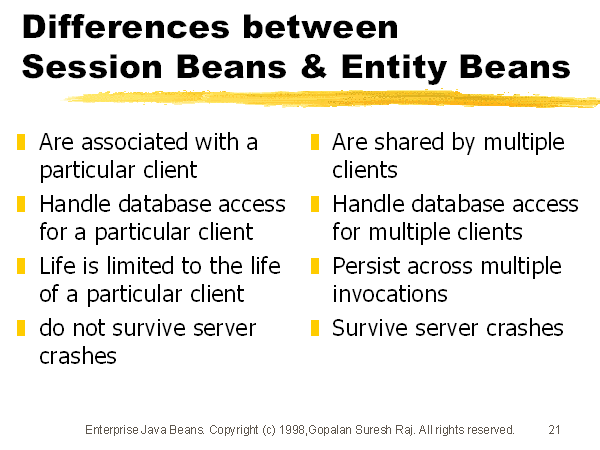 Differences between
Session Beans & Entity Beans
Are associated with a
particular client
Handle database access
for a particular client
Life is limited to the life
of a particular client
do not survive server
crashes
Are shared by multiple
clients
Handle database access
for multiple clients
Persist across multiple
invocations
Survive server crashes
Enterprise Java Beans. Copyright (c) 1998,Gopalan Suresh Raj. All rights reserved.
21